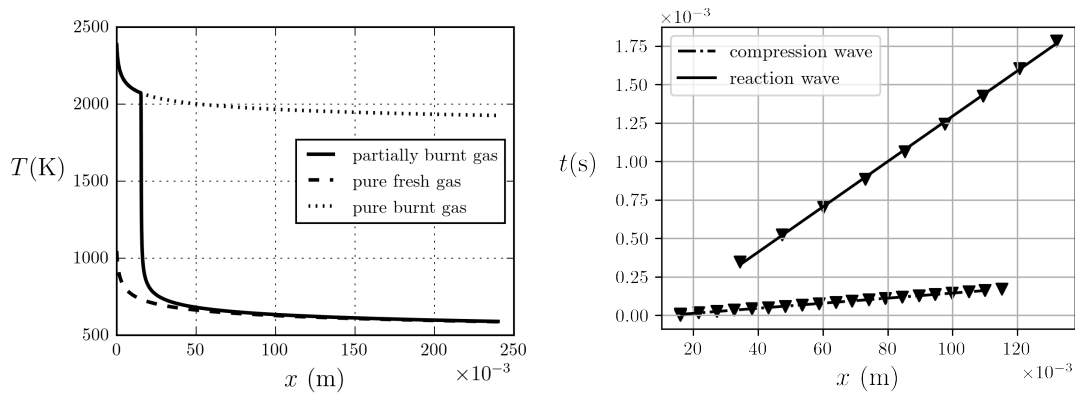 2500
2000
1500
1000
500
T(K)
partially burnt gas
pure fresh gas
pure burnt gas
0 50 100 150 200 250
x (m)
×10⁻³
×10⁻³
1.75
1.50
1.25
1.00
0.75
0.50
0.25
0.00
t(s)
compression wave
reaction wave
20 40 60 80 100 120
x (m)
×10⁻³